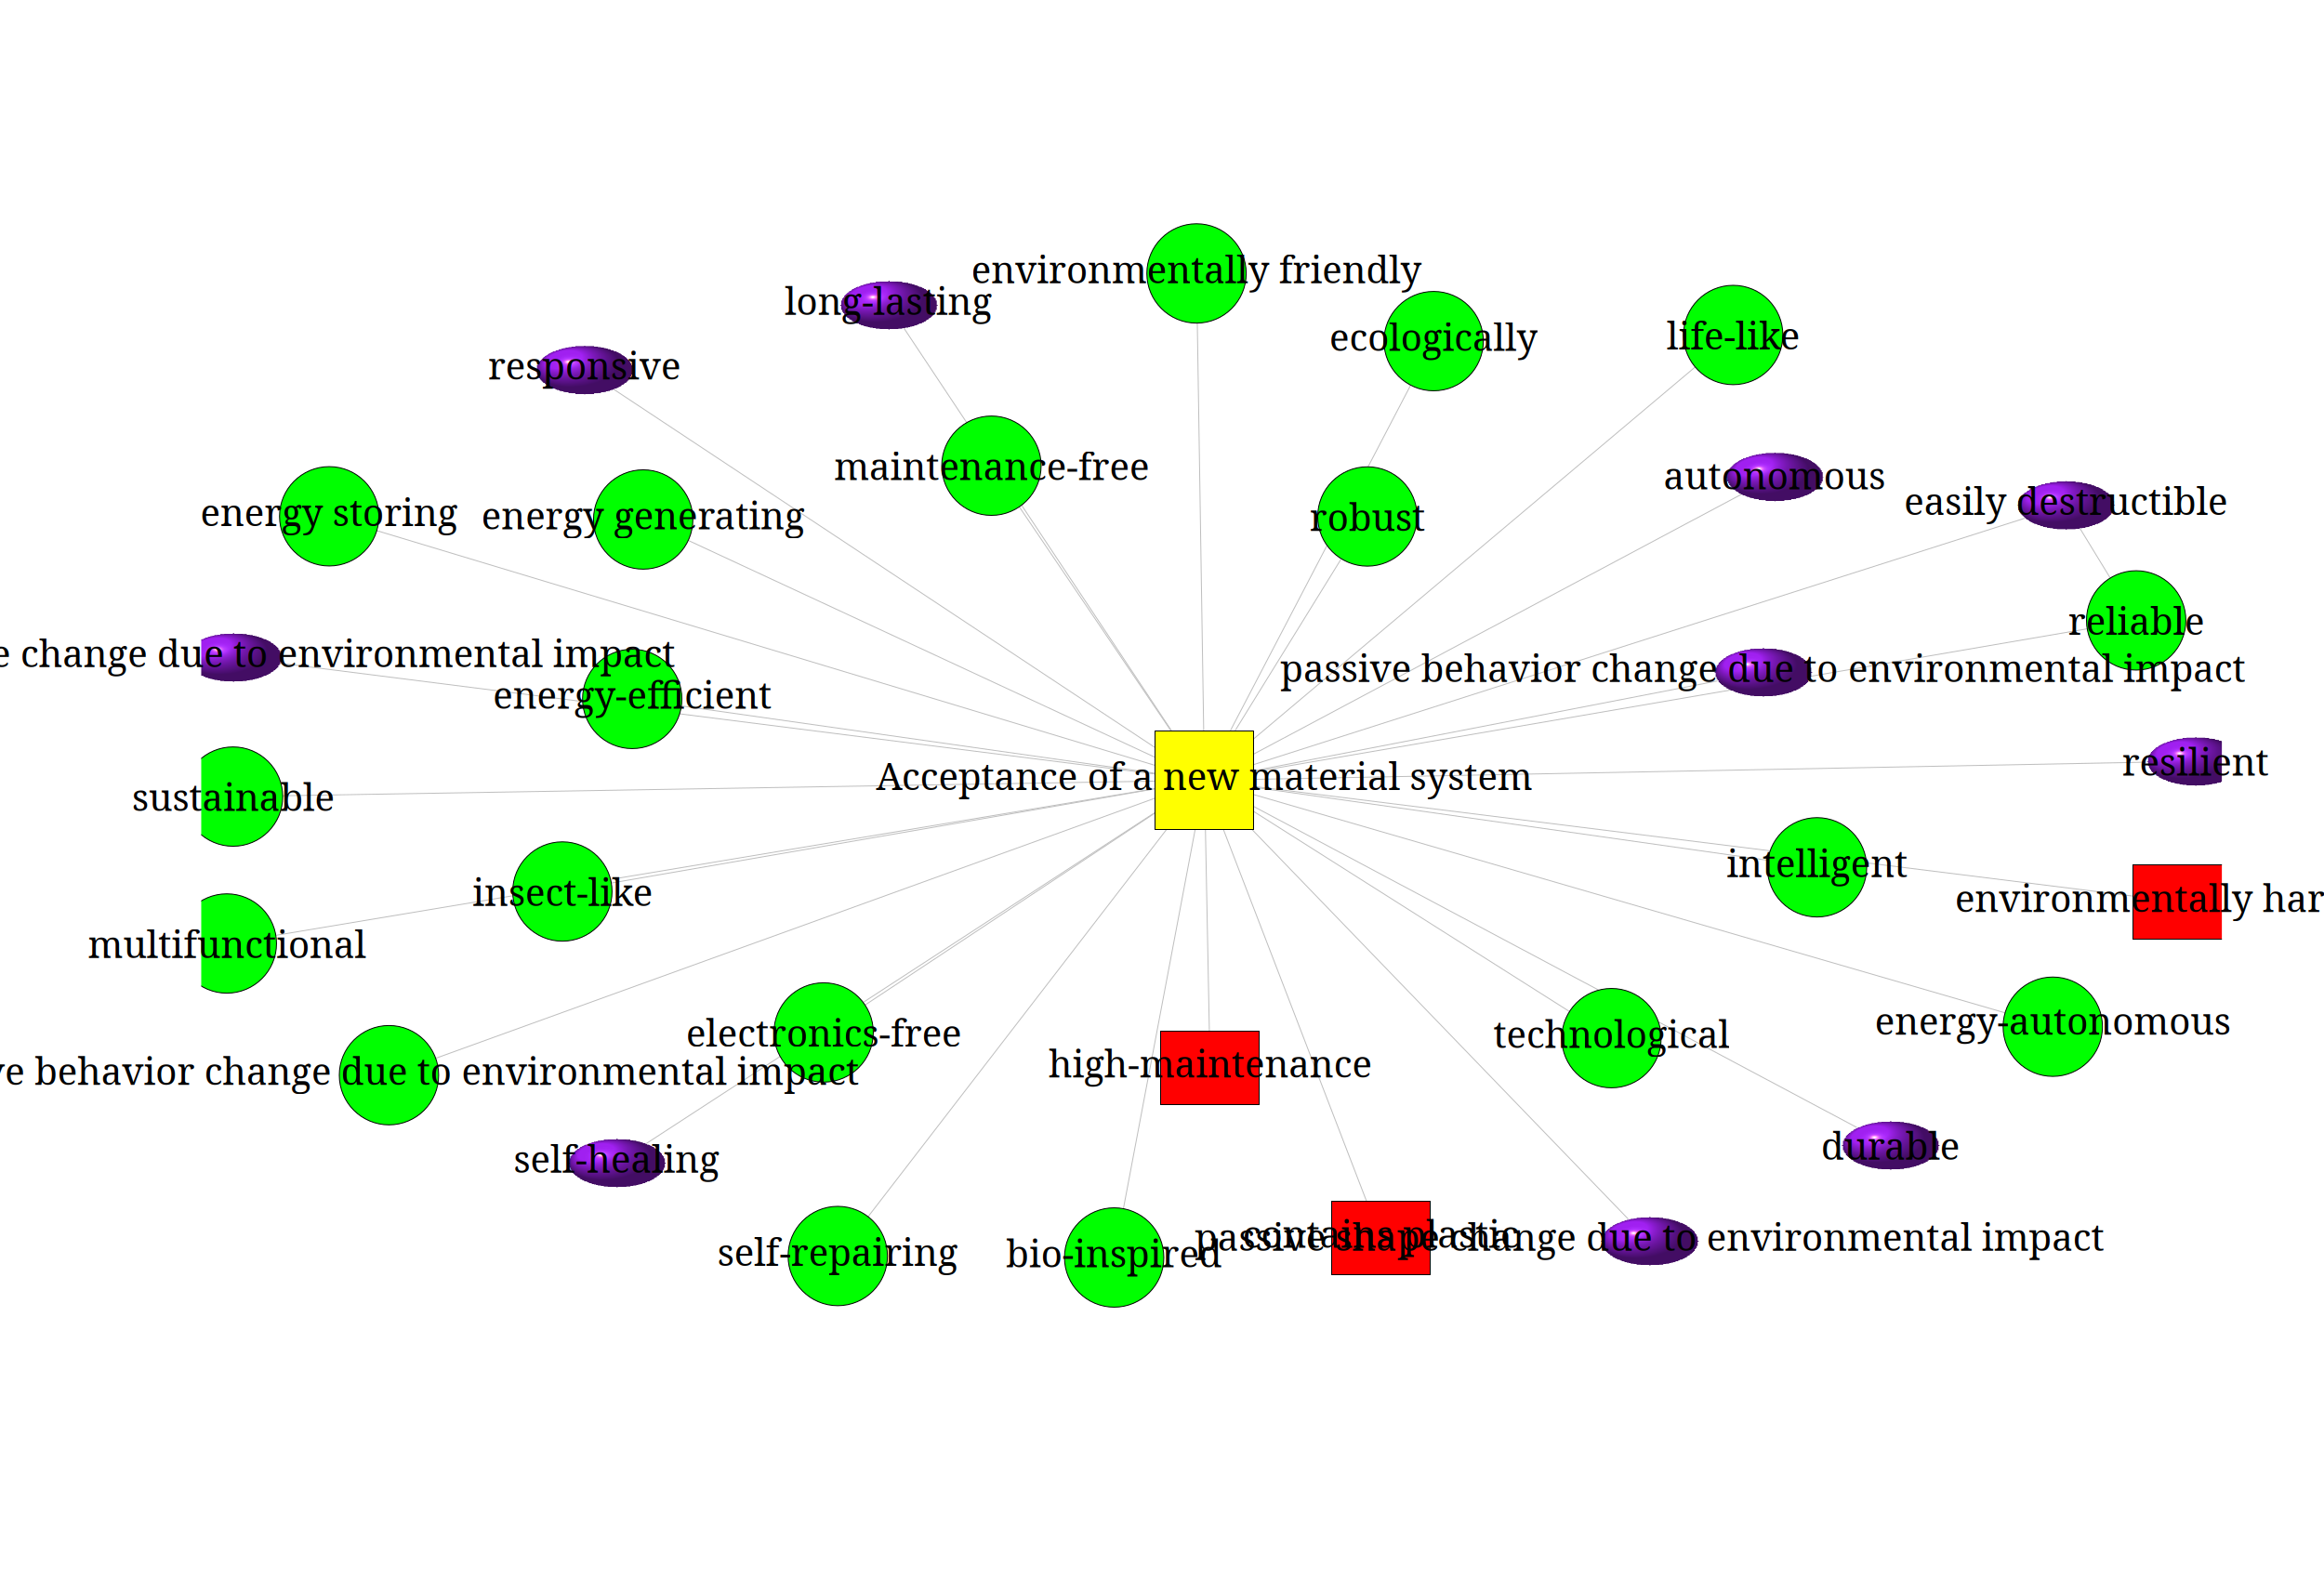 environmentally friendly
long-lasting
ecologically
life-like
responsive
maintenance-free
autonomous
easily destructible
energy storing
energy generating
robust
reliable
change due to environmental impact
passive behavior change due to environmental impact
energy-efficient
resilient
Acceptance of a new material system
sustainable
intelligent
insect-like
environmentally har
multifunctional
energy-autonomous
electronics-free
technological
high-maintenance
behavior change due to environmental impact
durable
self-healing
contains plastic
passive shape change due to environmental impact
self-repairing
bio-inspired